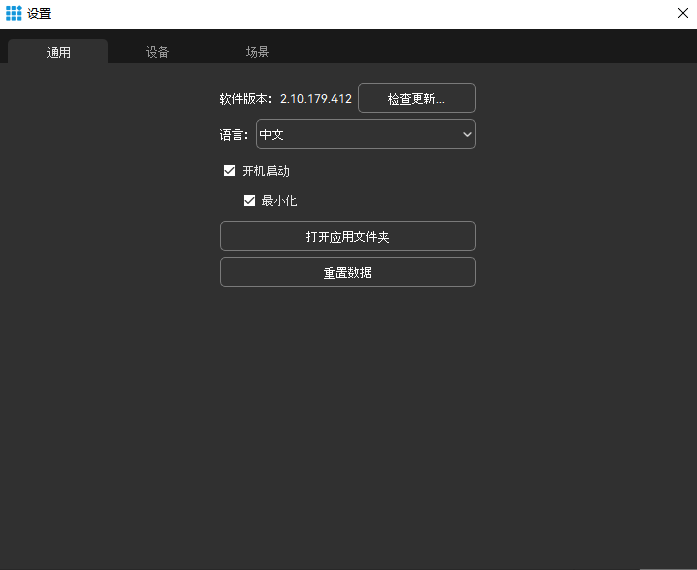 设置
通用 设备 场景
软件版本: 2.10.179.412 检查更新...
语言: 中文
开机启动
最小化
打开应用文件夹
重置数据